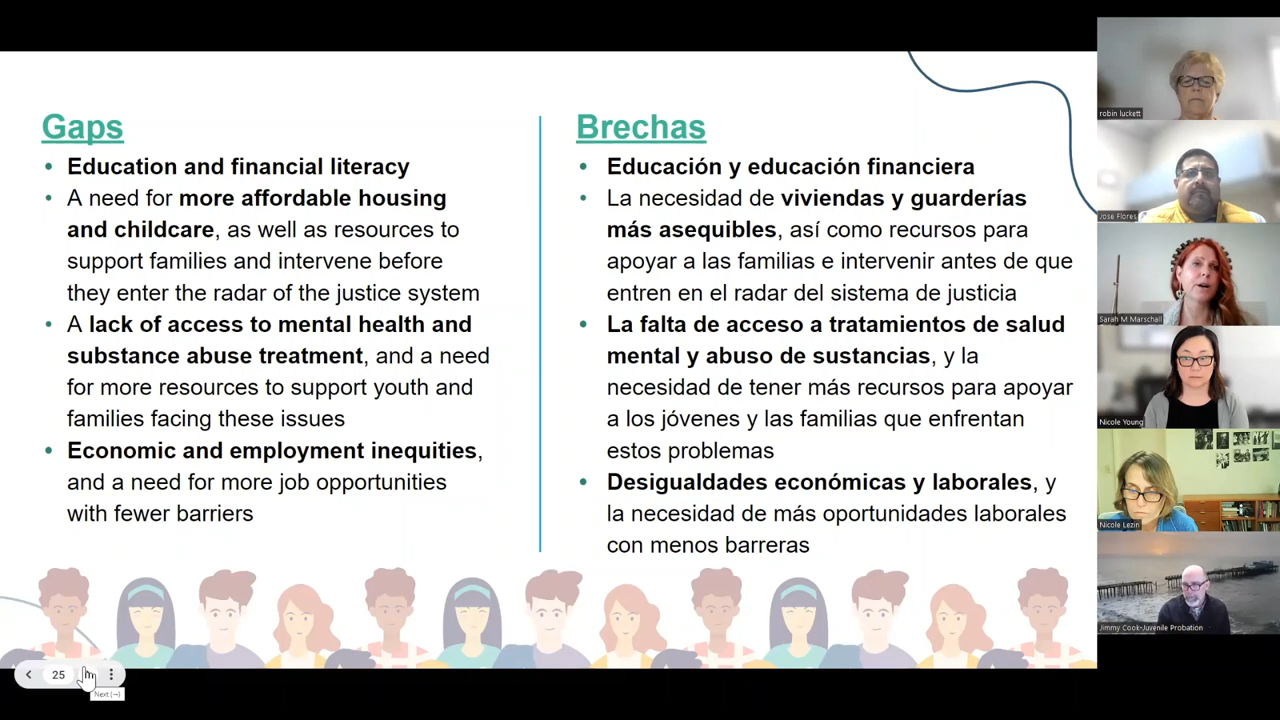 Gaps
• Education and financial literacy
• A need for more affordable housing
and childcare, as well as resources to
support families and intervene before
they enter the radar of the justice system
• A lack of access to mental health and
substance abuse treatment, and a need
for more resources to support youth and
families facing these issues
• Economic and employment inequities,
and a need for more job opportunities
with fewer barriers
Brechas
• Educación y educación financiera
• La necesidad de viviendas y guarderías
más asequibles, así como recursos para
apoyar a las familias e intervenir antes de que
entren en el radar del sistema de justicia
• La falta de acceso a tratamientos de salud
mental y abuso de sustancias, y la
necesidad de tener más recursos para apoyar
a los jóvenes y las familias que enfrentan
estos problemas
• Desigualdades económicas y laborales, y
la necesidad de más oportunidades laborales
con menos barreras
25
Next (→)
robin luckett
Jose Flores
Sarah M Marschall
Nicole Young
Nicole Lezin
Jimmy Cook-Juvenile Probation